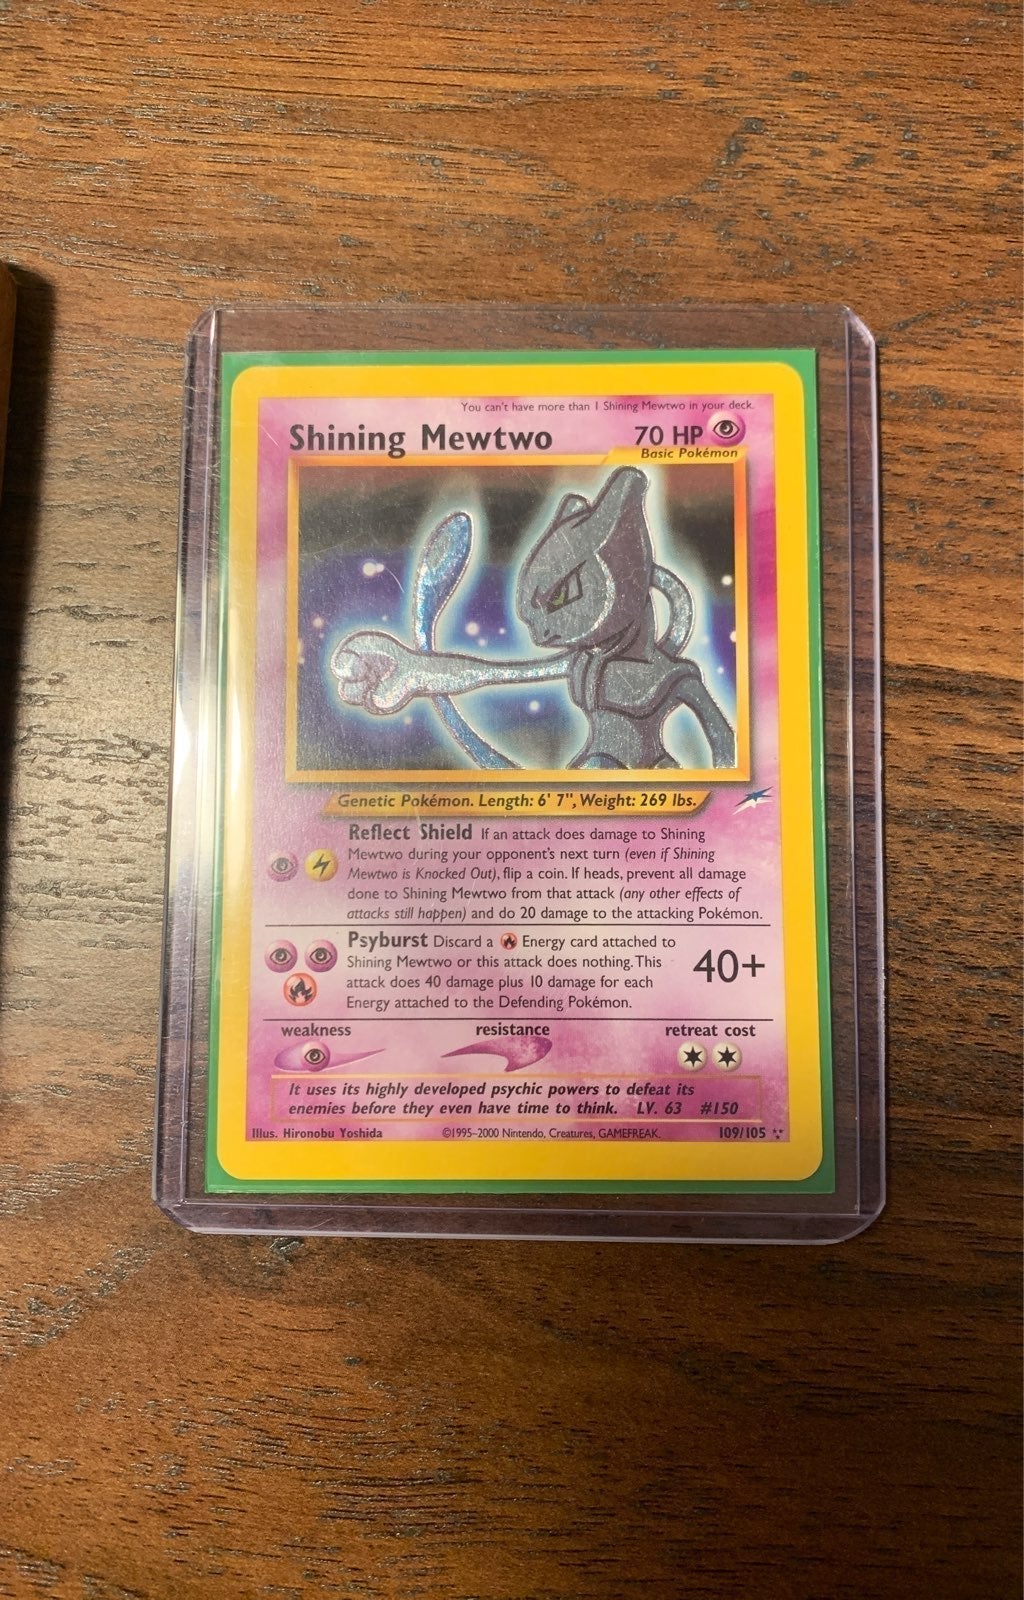 You can't have more than 1 Shining Mewtwo in your deck.
Shining Mewtwo 70 HP
Basic Pokémon
Genetic Pokémon. Length: 6' 7", Weight: 269 lbs.
Reflect Shield If an attack does damage to Shining
Mewtwo during your opponent's next turn (even if Shining
Mewtwo is Knocked Out), flip a coin. If heads, prevent all damage
done to Shining Mewtwo from that attack (any other effects of
attacks still happen) and do 20 damage to the attacking Pokémon.
Psyburst Discard a Energy card attached to
Shining Mewtwo or this attack does nothing. This
attack does 40 damage plus 10 damage for each
Energy attached to the Defending Pokémon.
40+
weakness resistance retreat cost
It uses its highly developed psychic powers to defeat its
enemies before they even have time to think. LV. 63 #150
Illus. Hironobu Yoshida ©1995–2000 Nintendo, Creatures, GAMEFREAK. 109/105